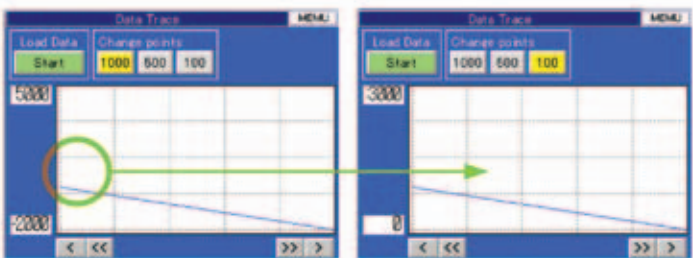 Data Trace MENU
Load Data Change points
Start 1000 500 100
5000
-2000
< << >> >
Data Trace MENU
Load Data Change points
Start 1000 500 100
3000
0
< << >> >